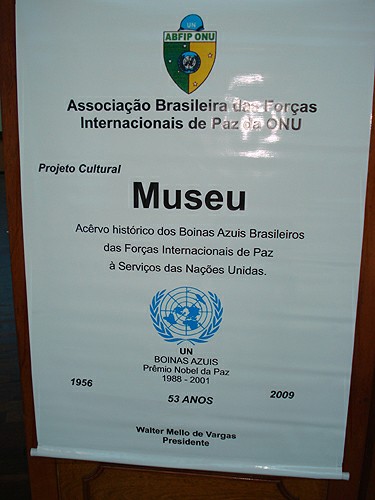 UN
ABFIP ONU
Associação Brasileira das Forças
Internacionais de Paz da ONU
Projeto Cultural
Museu
Acêrvo histórico dos Boinas Azuis Brasileiros
das Forças Internacionais de Paz
à Serviços das Nações Unidas.
UN
BOINAS AZUIS
Prêmio Nobel da Paz
1988 - 2001
1956
2009
53 ANOS
Walter Mello de Vargas
Presidente